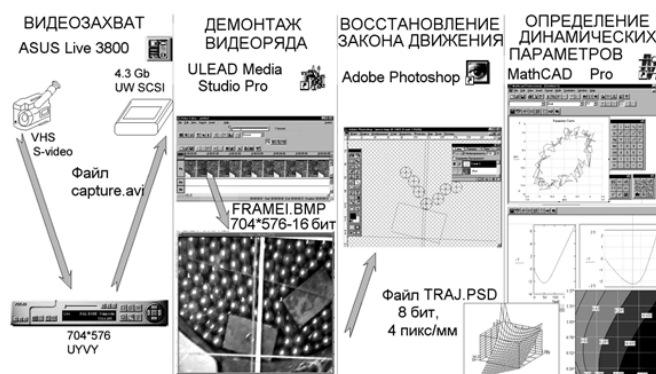 ВИДЕОЗАХВАТ
ASUS Live 3800
4.3 Gb
UW SCSI
VHS
S-video
Файл
capture.avi
704*576
UYVY
ДЕМОНТАЖ
ВИДЕОРЯДА
ULEAD Media
Studio Pro
FRAMEI.BMP
704*576-16 бит
ВОССТАНОВЛЕНИЕ
ЗАКОНА ДВИЖЕНИЯ
Adobe Photoshop
Файл TRAJ.PSD
8 бит,
4 пикс/мм
ОПРЕДЕЛЕНИЕ
ДИНАМИЧЕСКИХ
ПАРАМЕТРОВ
MathCAD Pro